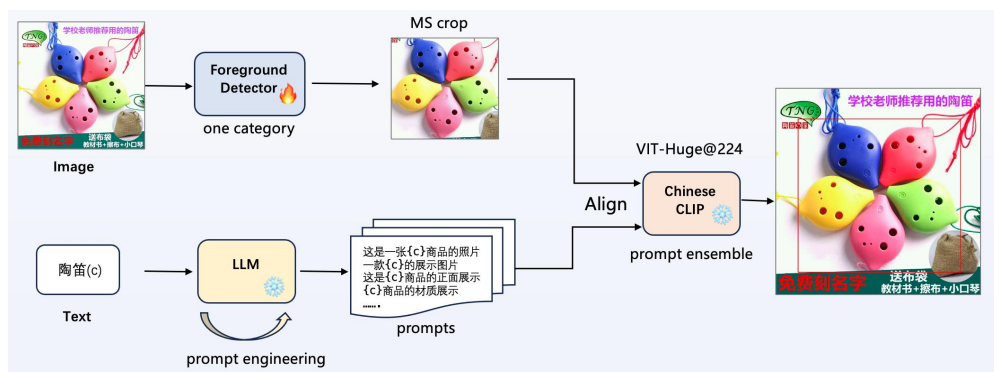 MS crop
TNG
学校老师推荐用的陶笛
免费刻名字
送布袋
教材书+擦布+小口琴
Image
Foreground
Detector
one category
VIT-Huge@224
Align
Chinese
CLIP
prompt ensemble
TNG
学校老师推荐用的陶笛
免费刻名字
送布袋
教材书+擦布+小口琴
陶笛(c)
Text
LLM
prompt engineering
这是一张{c}商品的照片
一款{c}的展示图片
这是{c}商品的正面展示
{c}商品的材质展示
…….
prompts